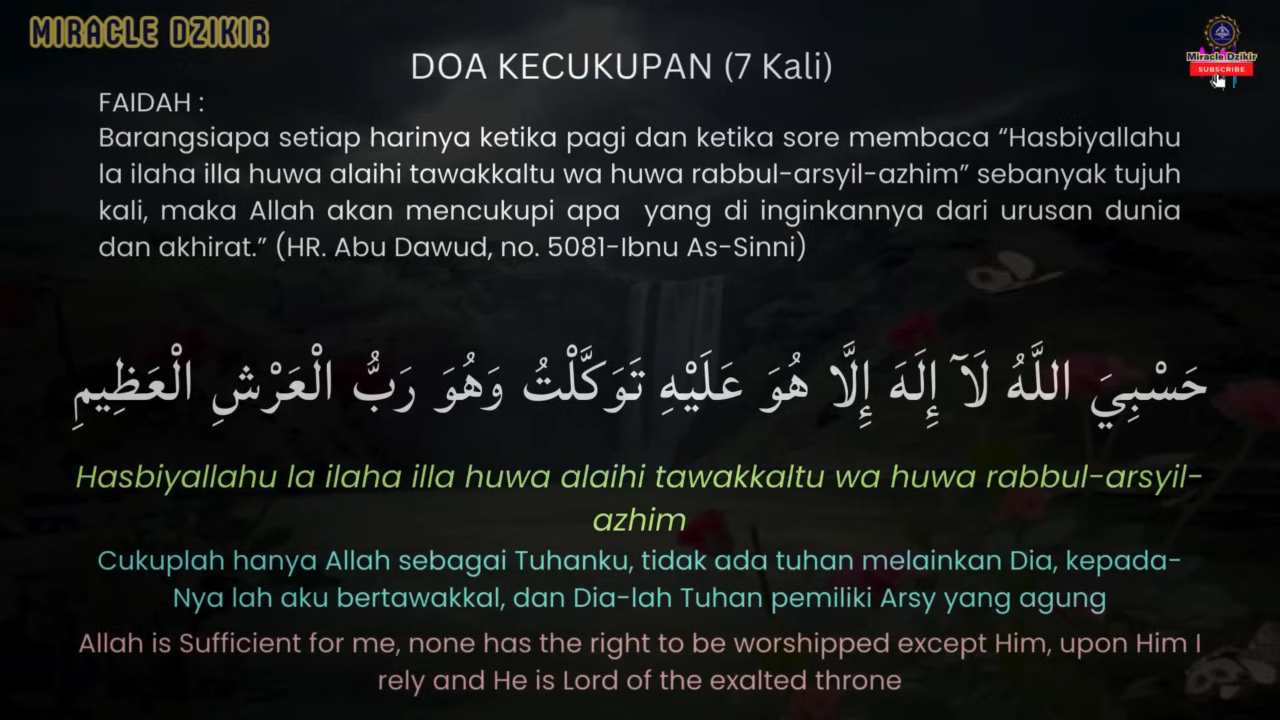 MIRACLE DZIKIR
Miracle Dzikir
SUBSCRIBE
DOA KECUKUPAN (7 Kali)
FAIDAH :
Barangsiapa setiap harinya ketika pagi dan ketika sore membaca “Hasbiyallahu
la ilaha illa huwa alaihi tawakkaltu wa huwa rabbul-arsyil-azhim” sebanyak tujuh
kali, maka Allah akan mencukupi apa yang di inginkannya dari urusan dunia
dan akhirat.” (HR. Abu Dawud, no. 5081-Ibnu As-Sinni)
حَسْبِيَ اللَّهُ لَآ إِلَهَ إِلَّا هُوَ عَلَيْهِ تَوَكَّلْتُ وَهُوَ رَبُّ الْعَرْشِ الْعَظِيمِ
Hasbiyallahu la ilaha illa huwa alaihi tawakkaltu wa huwa rabbul-arsyil-
azhim
Cukuplah hanya Allah sebagai Tuhanku, tidak ada tuhan melainkan Dia, kepada-
Nya lah aku bertawakkal, dan Dia-lah Tuhan pemiliki Arsy yang agung
Allah is Sufficient for me, none has the right to be worshipped except Him, upon Him I
rely and He is Lord of the exalted throne